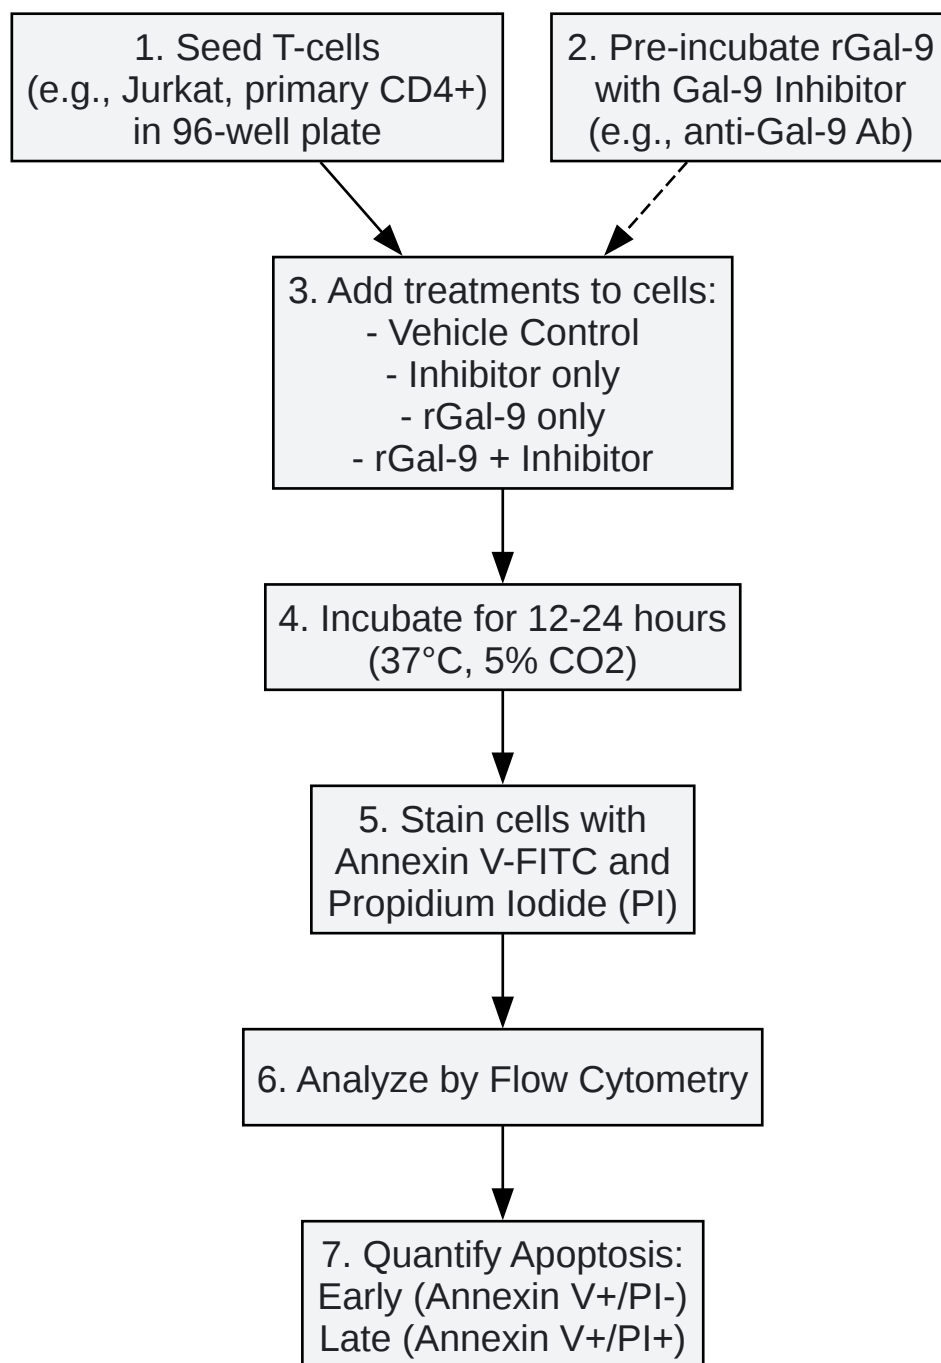 1. Seed T-cells
(e.g., Jurkat, primary CD4+)
in 96-well plate
2. Pre-incubate rGal-9
with Gal-9 Inhibitor
(e.g., anti-Gal-9 Ab)
3. Add treatments to cells:
- Vehicle Control
- Inhibitor only
- rGal-9 only
- rGal-9 + Inhibitor
4. Incubate for 12-24 hours
(37°C, 5% CO2)
5. Stain cells with
Annexin V-FITC and
Propidium Iodide (PI)
6. Analyze by Flow Cytometry
7. Quantify Apoptosis:
Early (Annexin V+/PI-)
Late (Annexin V+/PI+)